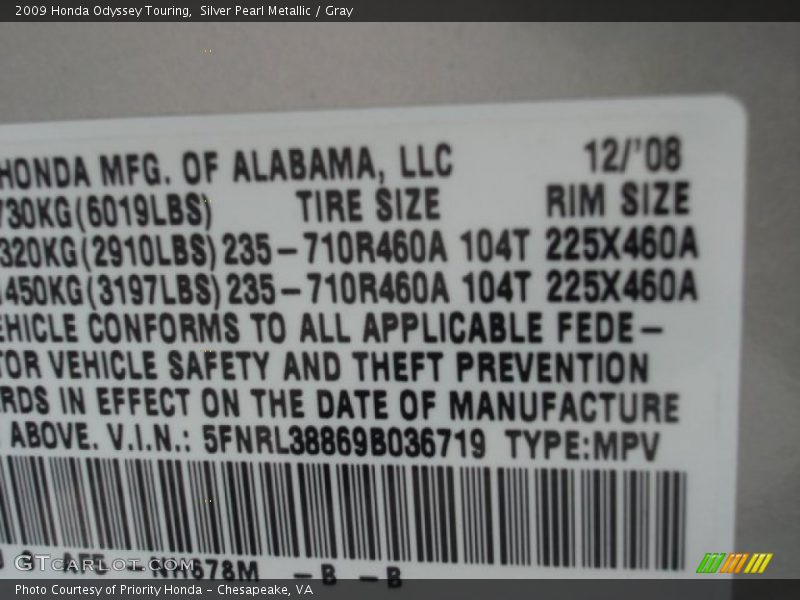 2009 Honda Odyssey Touring, Silver Pearl Metallic / Gray
HONDA MFG. OF ALABAMA, LLC 12/'08
730KG(6019LBS) TIRE SIZE RIM SIZE
320KG(2910LBS) 235-710R460A 104T 225X460A
450KG(3197LBS) 235-710R460A 104T 225X460A
EHICLE CONFORMS TO ALL APPLICABLE FEDE-
TOR VEHICLE SAFETY AND THEFT PREVENTION
RDS IN EFFECT ON THE DATE OF MANUFACTURE
ABOVE. V.I.N.: 5FNRL38869B036719 TYPE:MPV
NH678M -B -B
GTcarlot.com
Photo Courtesy of Priority Honda - Chesapeake, VA